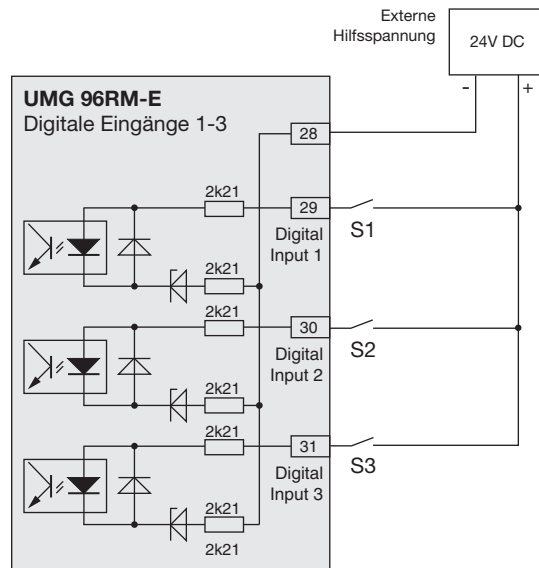 Externe
Hilfsspannung
24V DC
- +
UMG 96RM-E
Digitale Eingänge 1-3
28
2k21
29
Digital
Input 1
S1
2k21
2k21
30
Digital
Input 2
S2
2k21
2k21
31
Digital
Input 3
S3
2k21
2k21